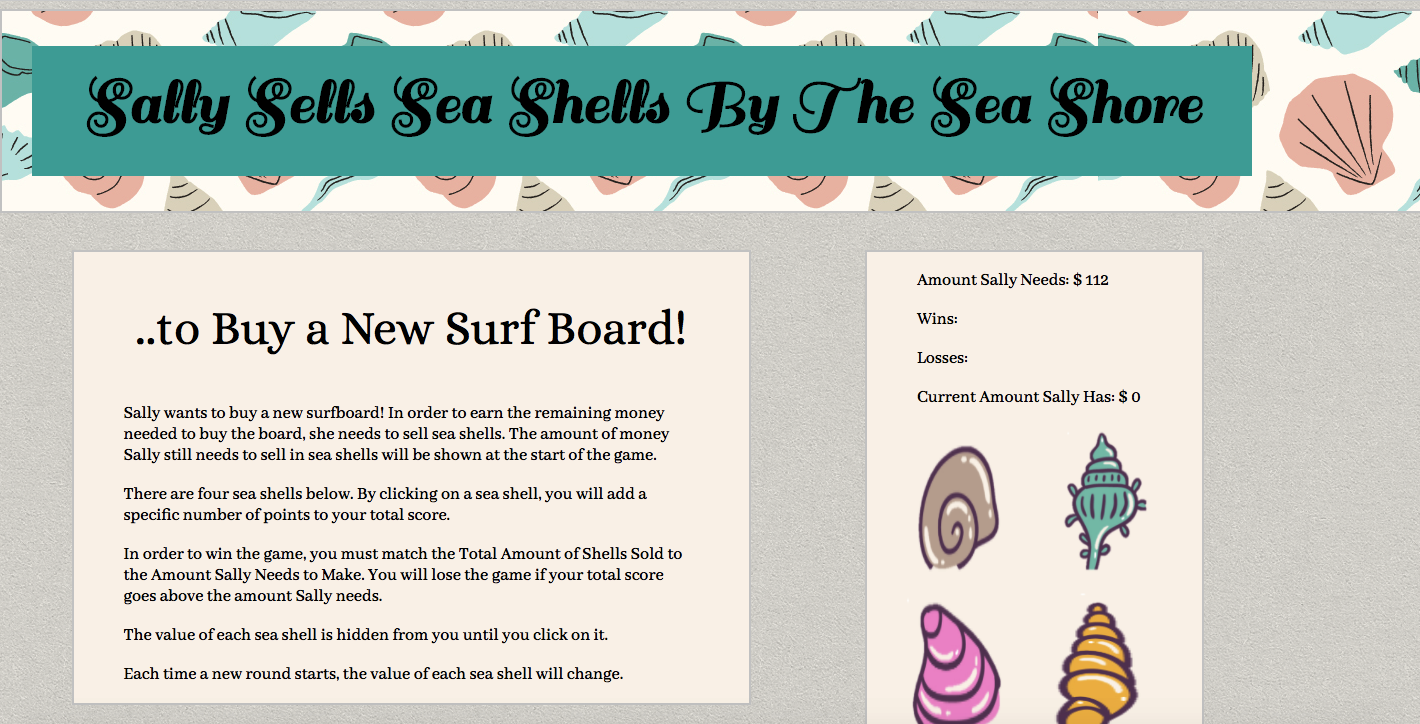 Sally Sells Sea Shells By The Sea Shore
..to Buy a New Surf Board!
Sally wants to buy a new surfboard! In order to earn the remaining money
needed to buy the board, she needs to sell sea shells. The amount of money
Sally still needs to sell in sea shells will be shown at the start of the game.
There are four sea shells below. By clicking on a sea shell, you will add a
specific number of points to your total score.
In order to win the game, you must match the Total Amount of Shells Sold to
the Amount Sally Needs to Make. You will lose the game if your total score
goes above the amount Sally needs.
The value of each sea shell is hidden from you until you click on it.
Each time a new round starts, the value of each sea shell will change.
Amount Sally Needs: $ 112
Wins:
Losses:
Current Amount Sally Has: $ 0